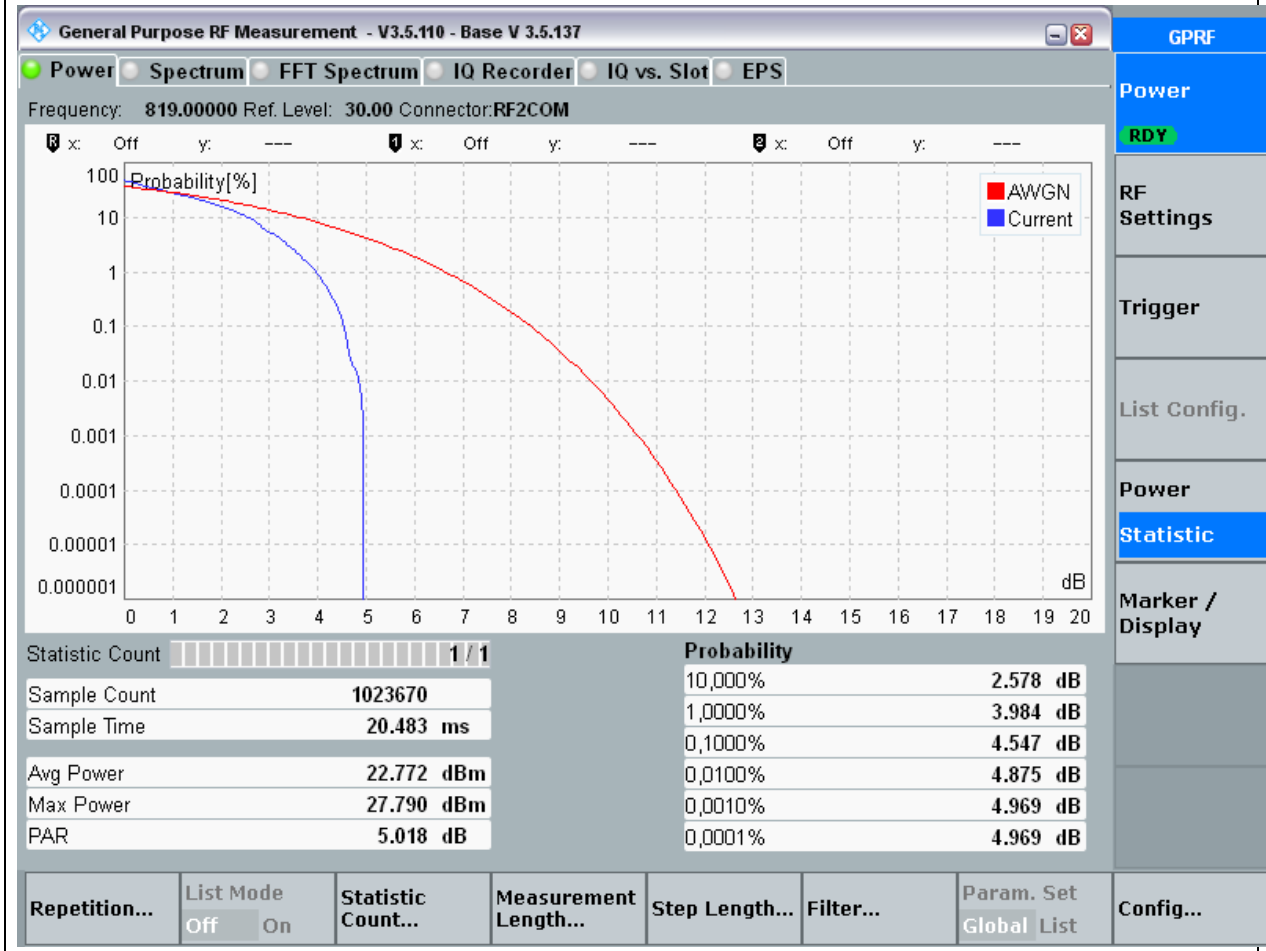 General Purpose RF Measurement - V3.5.110 - Base V 3.5.137
GPRF
Power Spectrum FFT Spectrum IQ Recorder IQ vs. Slot EPS
Frequency: 819.00000 Ref. Level: 30.00 Connector:RF2COM
R x: Off y: --- 1 x: Off y: --- 2 x: Off y: ---
Probability[%]
AWGN
Current
100
10
1
0.1
0.01
0.001
0.0001
0.00001
0.000001
dB
0 1 2 3 4 5 6 7 8 9 10 11 12 13 14 15 16 17 18 19 20
Statistic Count 1 / 1
Sample Count 1023670
Sample Time 20.483 ms
Avg Power 22.772 dBm
Max Power 27.790 dBm
PAR 5.018 dB
Probability
10,000% 2.578 dB
1,0000% 3.984 dB
0,1000% 4.547 dB
0,0100% 4.875 dB
0,0010% 4.969 dB
0,0001% 4.969 dB
Power
RDY
RF
Settings
Trigger
List Config.
Power
Statistic
Marker /
Display
Repetition...
List Mode
Off On
Statistic
Count...
Measurement
Length...
Step Length...
Filter...
Param. Set
Global List
Config...